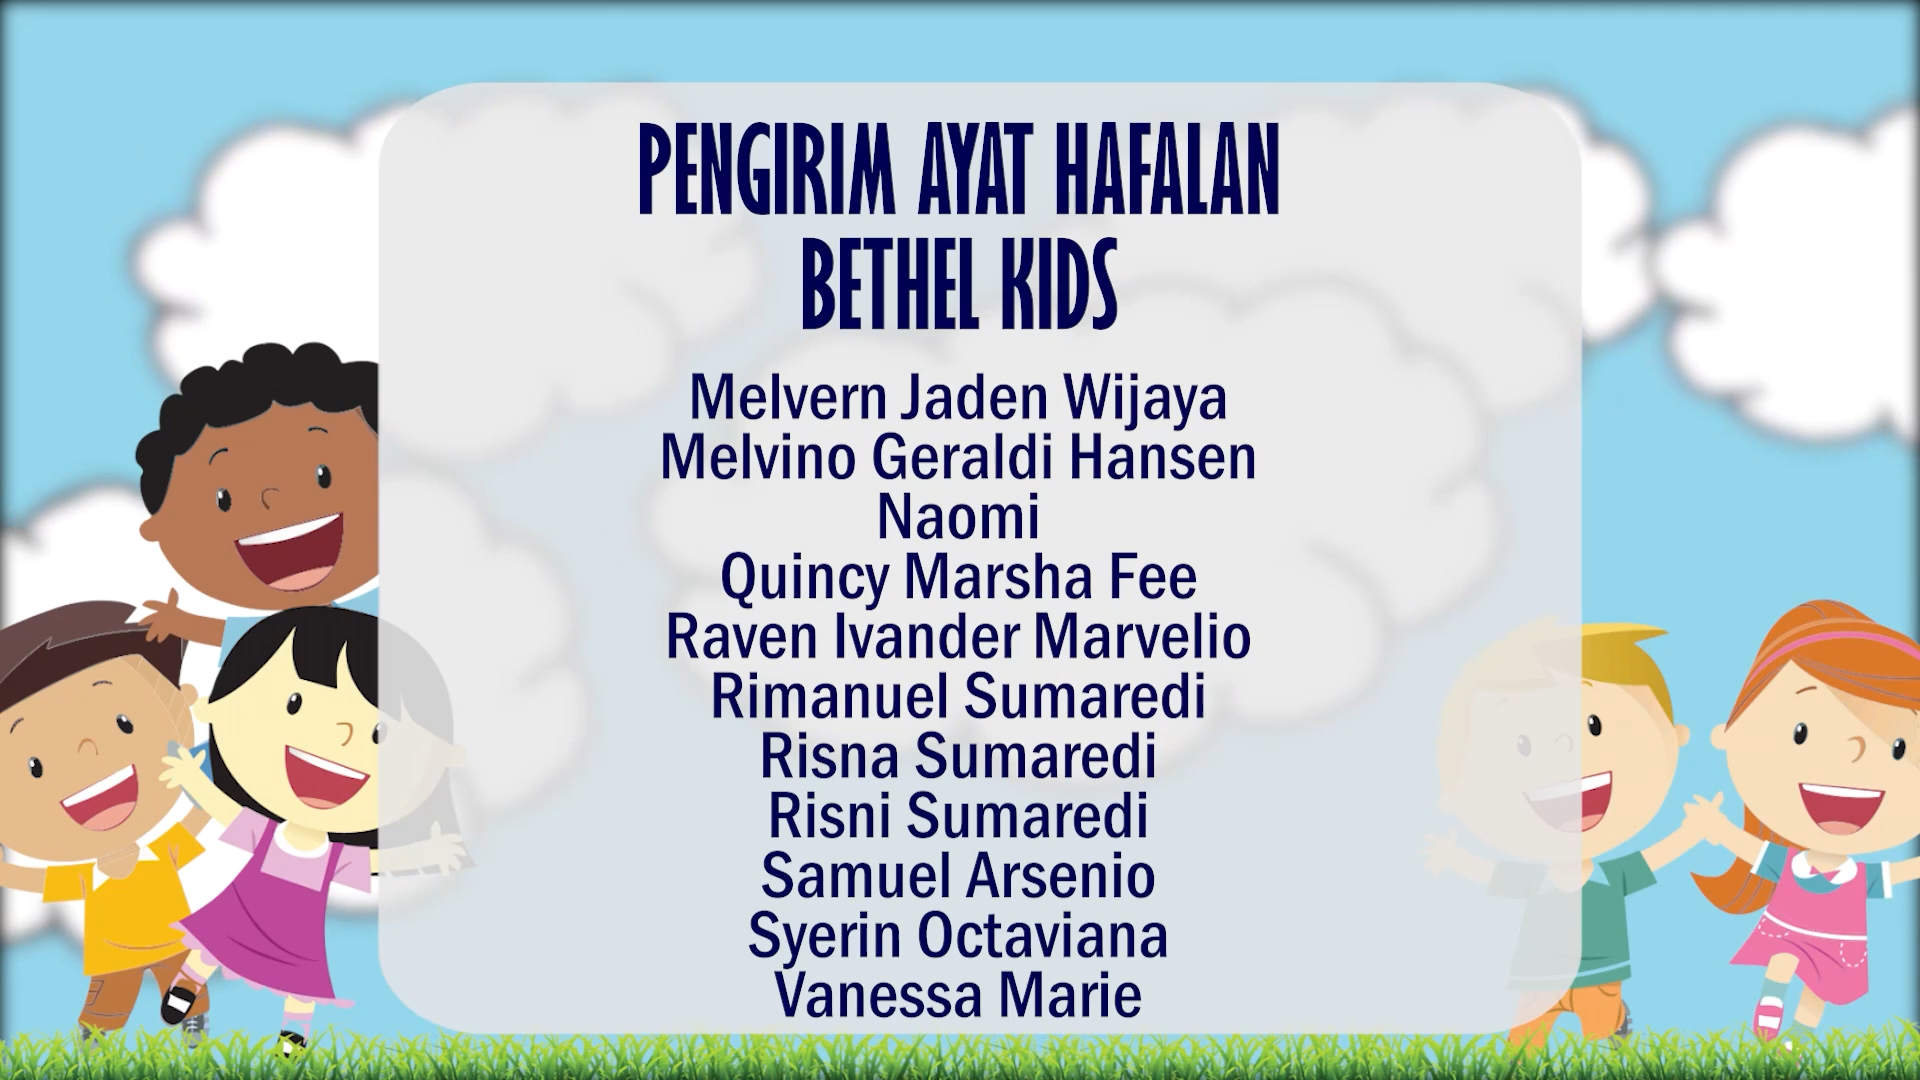 PENGIRIM AYAT HAFALAN
BETHEL KIDS
Melvern Jaden Wijaya
Melvino Geraldi Hansen
Naomi
Quincy Marsha Fee
Raven Ivander Marvelio
Rimanuel Sumaredi
Risna Sumaredi
Risni Sumaredi
Samuel Arsenio
Syerin Octaviana
Vanessa Marie